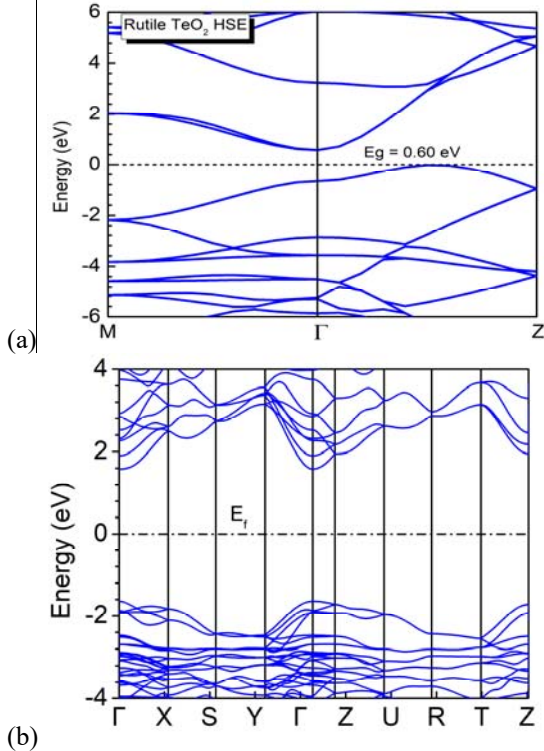 Rutile TeO₂ HSE
Energy (eV)
6
4
2
0
-2
-4
-6
Eg = 0.60 eV
M Γ Z
(a)
Energy (eV)
4
2
0
-2
-4
E_f
Γ X S Y Γ Z U R T Z
(b)